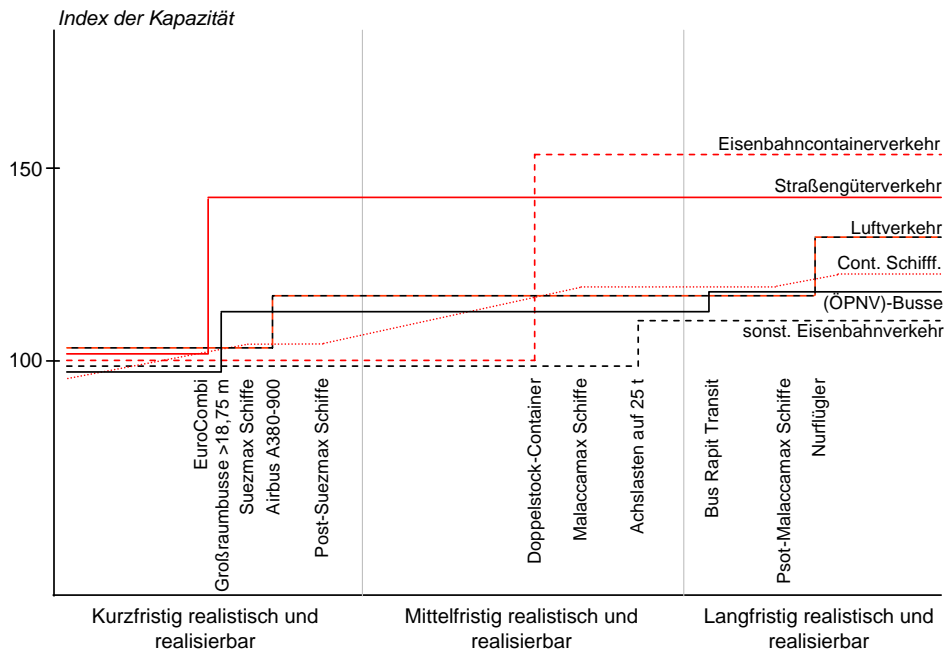 Index der Kapazität
150
100
Eisenbahncontainerverkehr
Straßengüterverkehr
Luftverkehr
Cont. Schifff.
(ÖPNV)-Busse
sonst. Eisenbahnverkehr
EuroCombi
Großraumbusse >18,75 m
Suezmax Schiffe
Airbus A380-900
Post-Suezmax Schiffe
Doppelstock-Container
Malaccamax Schiffe
Achslasten auf 25 t
Bus Rapit Transit
Psot-Malaccamax Schiffe
Nurflügler
Kurzfristig realistisch und
realisierbar
Mittelfristig realistisch und
realisierbar
Langfristig realistisch und
realisierbar